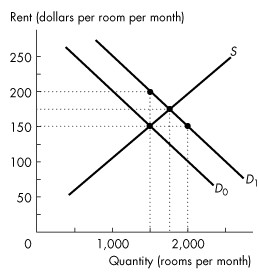 Rent (dollars per room per month)
250
S
200
150
100
50
D₀
D₁
0
1,000
2,000
Quantity (rooms per month)